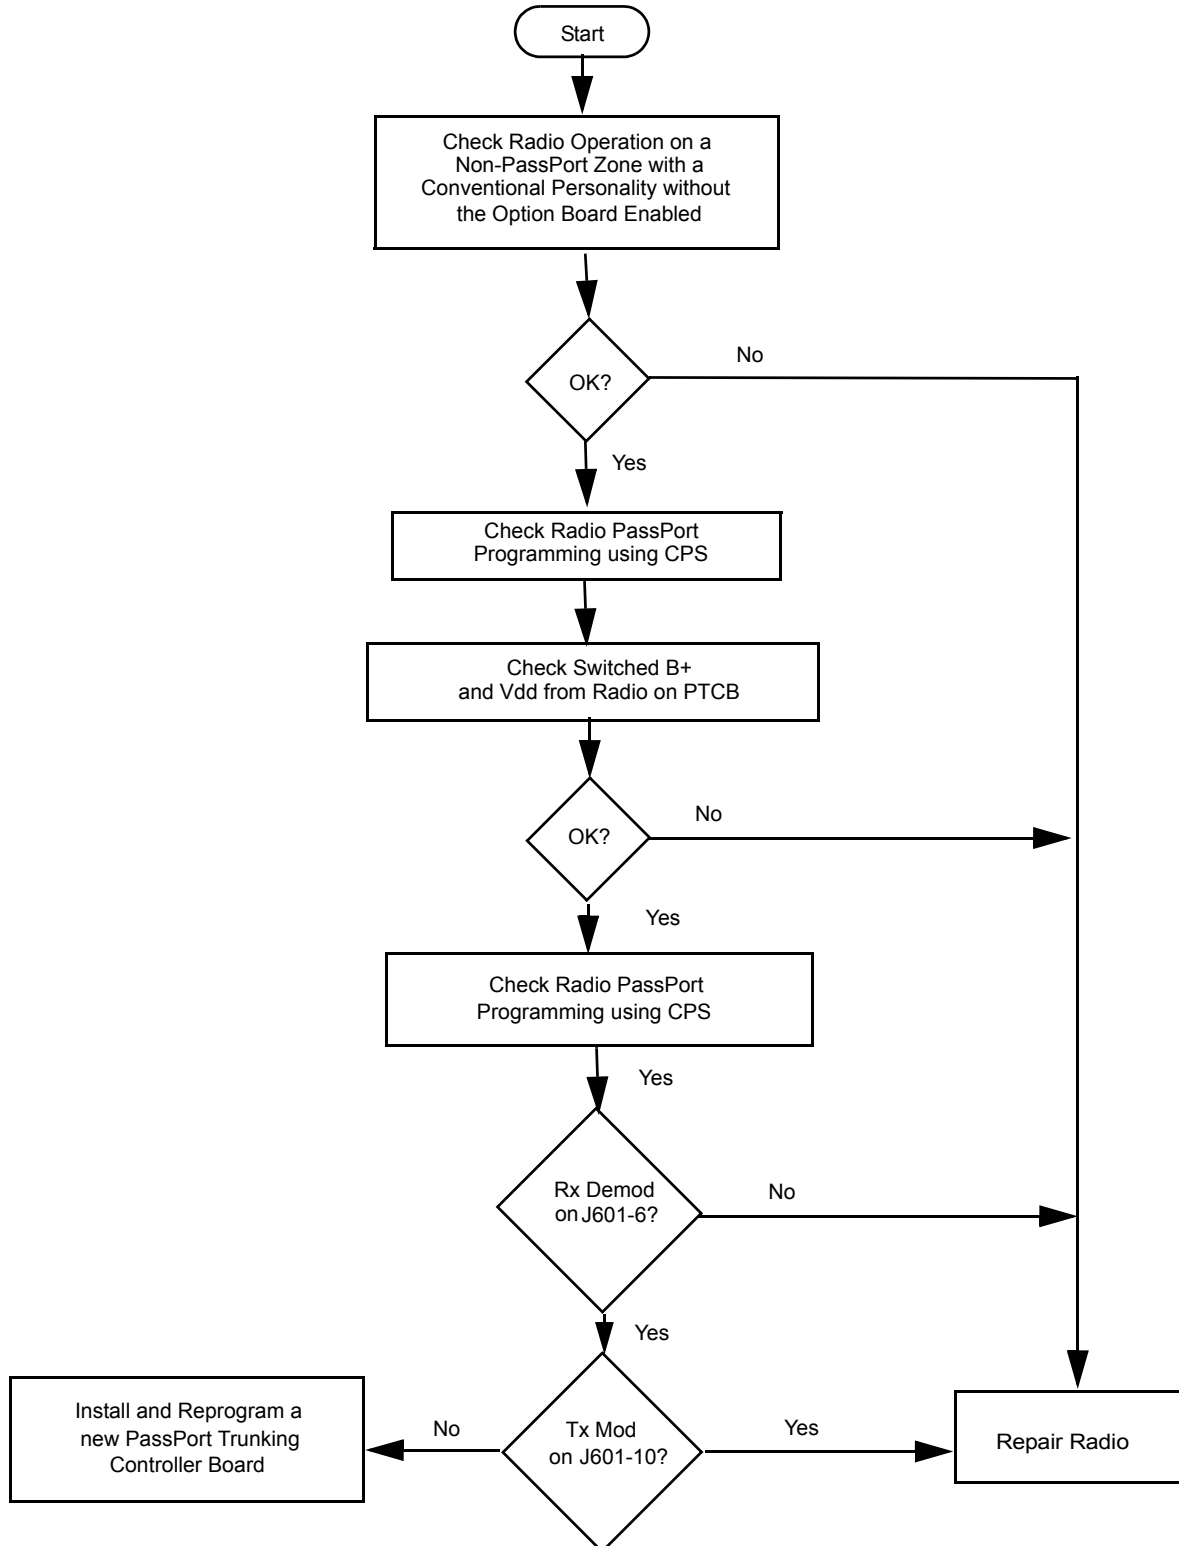 Start
Check Radio Operation on a
Non-PassPort Zone with a
Conventional Personality without
the Option Board Enabled
No
OK?
Yes
Check Radio PassPort
Programming using CPS
Check Switched B+
and Vdd from Radio on PTCB
No
OK?
Yes
Check Radio PassPort
Programming using CPS
Yes
Rx Demod
on J601-6?
No
Yes
Install and Reprogram a
new PassPort Trunking
Controller Board
No
Tx Mod
on J601-10?
Yes
Repair Radio